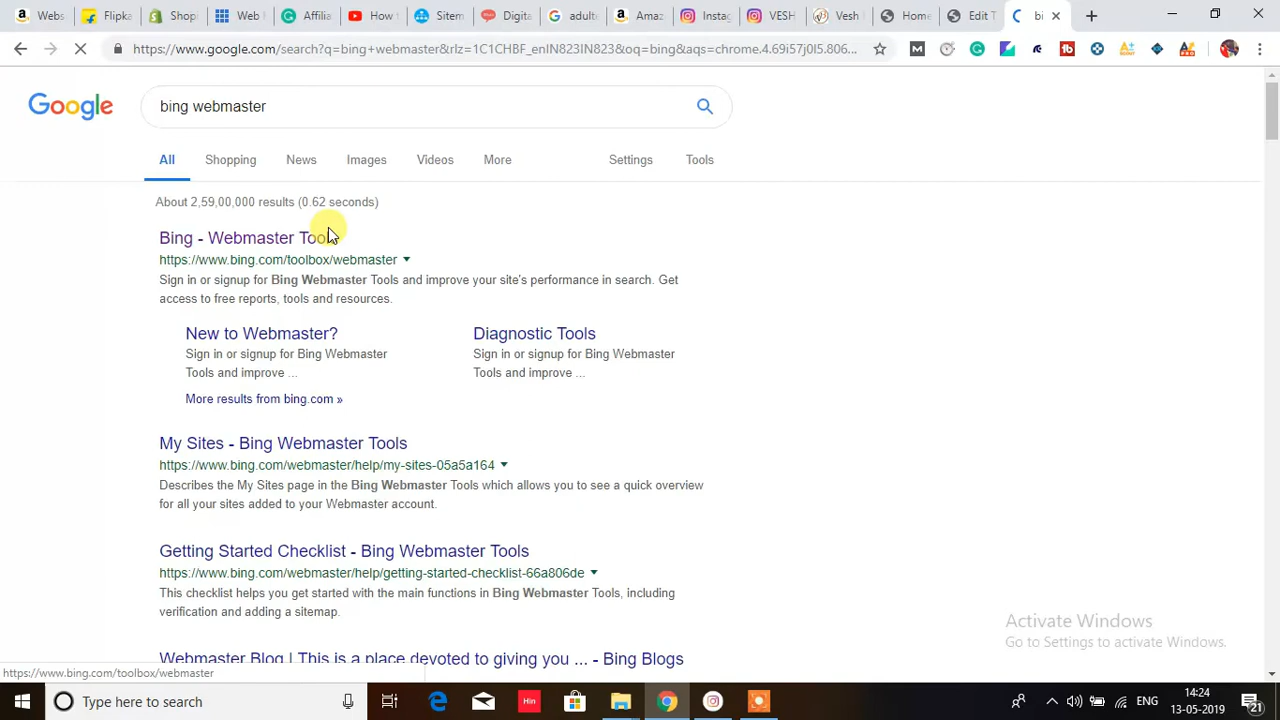 Webs
Flipka
Shopi
Web
Affilia
How t
Sitem
Digita
adulte
Amaz
Instag
VESH
Vesh
Home
Edit T
bi
https://www.google.com/search?q=bing+webmaster&rlz=1C1CHBF_enIN823IN823&oq=bing&aqs=chrome.4.69i57j0l5.806...
Google
bing webmaster
All Shopping News Images Videos More Settings Tools
About 2,59,00,000 results (0.62 seconds)
Bing - Webmaster Tools
https://www.bing.com/toolbox/webmaster
Sign in or signup for Bing Webmaster Tools and improve your site's performance in search. Get
access to free reports, tools and resources.
New to Webmaster?
Sign in or signup for Bing Webmaster
Tools and improve ...
Diagnostic Tools
Sign in or signup for Bing Webmaster
Tools and improve ...
More results from bing.com »
My Sites - Bing Webmaster Tools
https://www.bing.com/webmaster/help/my-sites-05a5a164
Describes the My Sites page in the Bing Webmaster Tools which allows you to see a quick overview
for all your sites added to your Webmaster account.
Getting Started Checklist - Bing Webmaster Tools
https://www.bing.com/webmaster/help/getting-started-checklist-66a806de
This checklist helps you get started with the main functions in Bing Webmaster Tools, including
verification and adding a sitemap.
Activate Windows
Go to Settings to activate Windows.
Webmaster Blog | This is a place devoted to giving you ... - Bing Blogs
https://www.bing.com/toolbox/webmaster
Type here to search
Hin
ENG
14:24
13-05-2019
21